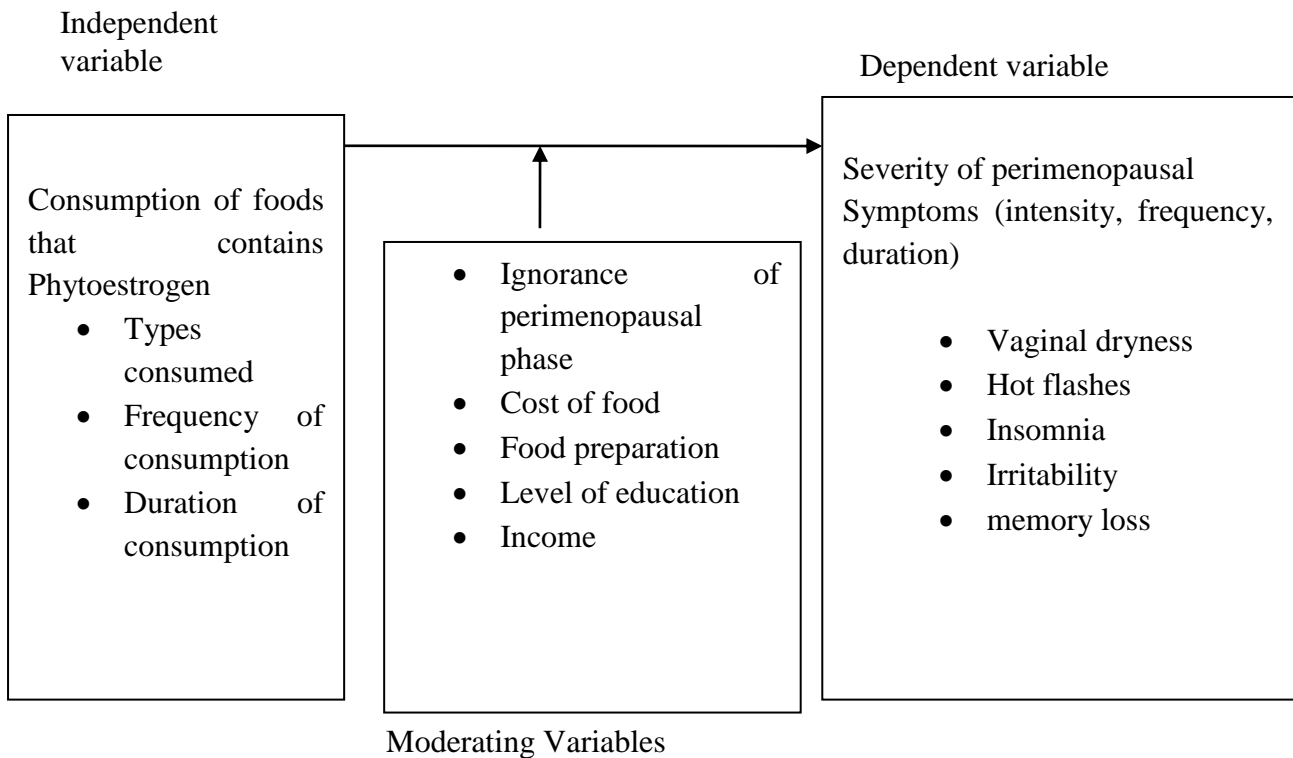 Independent
variable
Dependent variable
Consumption of foods
that contains
Phytoestrogen
• Types
consumed
• Frequency of
consumption
• Duration of
consumption
• Ignorance of
perimenopausal
phase
• Cost of food
• Food preparation
• Level of education
• Income
Severity of perimenopausal
Symptoms (intensity, frequency,
duration)
• Vaginal dryness
• Hot flashes
• Insomnia
• Irritability
• memory loss
Moderating Variables